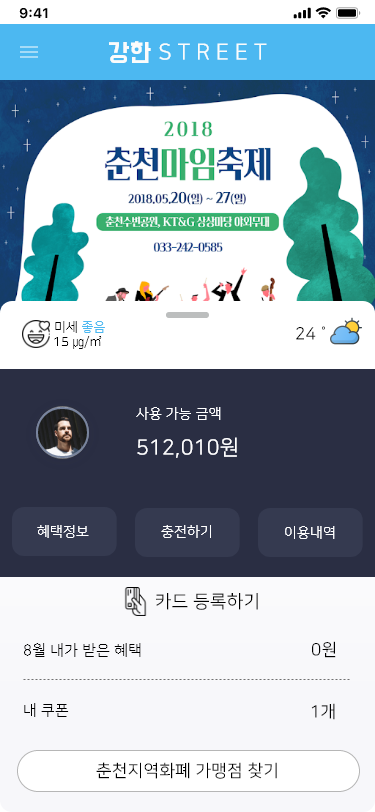 9:41
강한 STREET
2018
춘천마임축제
2018.05.20(일) ~ 27(일)
춘천수변공원, KT&G 상상마당 야외무대
033-242-0585
미세 좋음
15 μg/㎥
24 °
사용 가능 금액
512,010원
혜택정보
충전하기
이용내역
카드 등록하기
8월 내가 받은 혜택
0원
내 쿠폰
1개
춘천지역화폐 가맹점 찾기